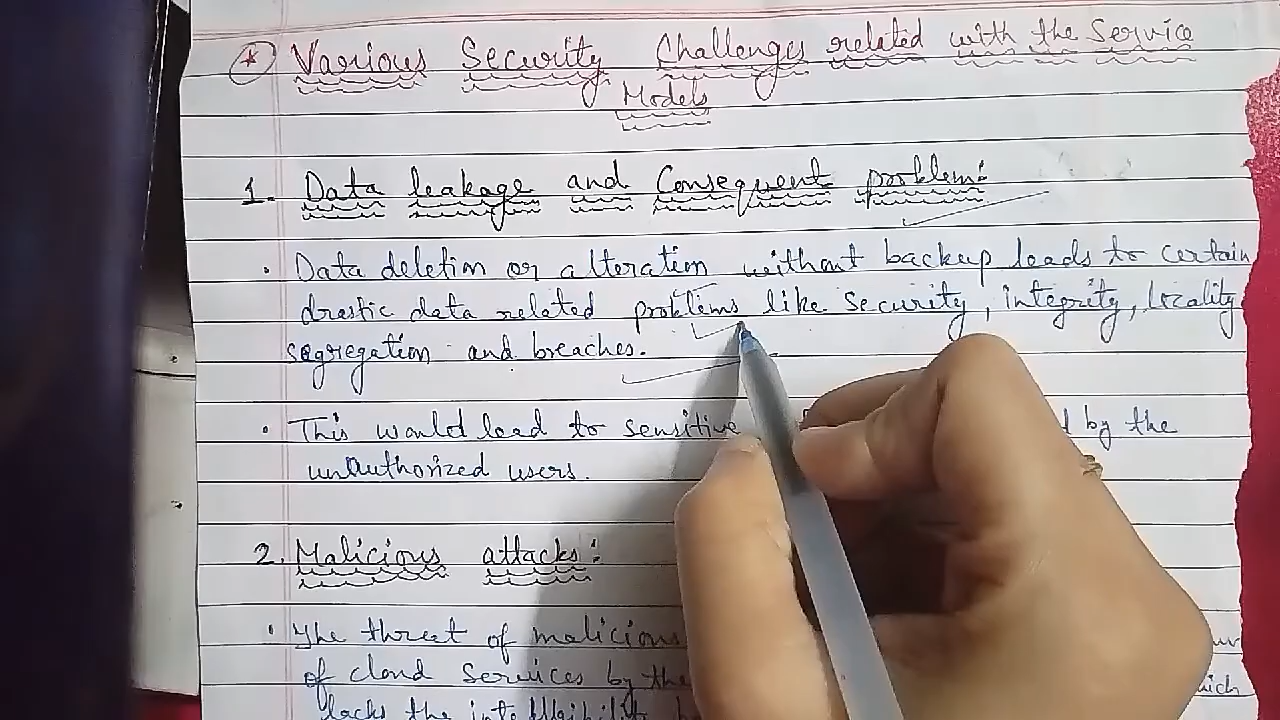 * Various Security Challenges related with the Service
Models
1. Data leakage and Consequent problem:
· Data deletion or alteration without backup leads to certain
drastic data related problems like security, integrity, locality
segregation and breaches.
· This would lead to sensitive by the
unauthorized users.
2. Malicious attacks:
· The threat of malicious
of cloud services by the
lacks the